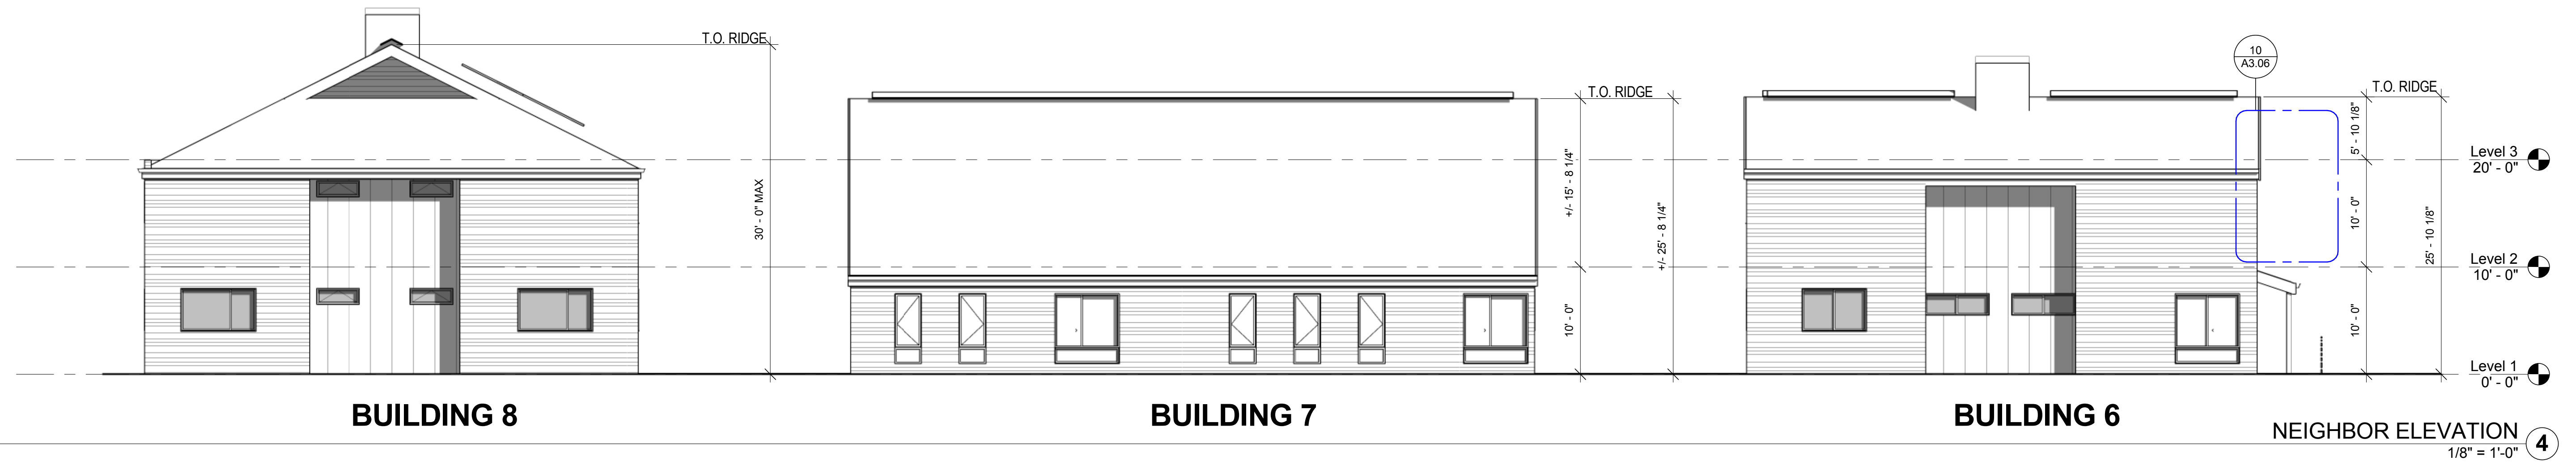 T.O. RIDGE
30' - 0" MAX
BUILDING 8
T.O. RIDGE
+/- 15' - 8 1/4"
10' - 0"
+/- 25' - 8 1/4"
BUILDING 7
10
A3.06
T.O. RIDGE
5' - 10 1/8"
10' - 0"
10' - 0"
25' - 10 1/8"
Level 3
20' - 0"
Level 2
10' - 0"
Level 1
0' - 0"
BUILDING 6
NEIGHBOR ELEVATION
1/8" = 1'-0"
4